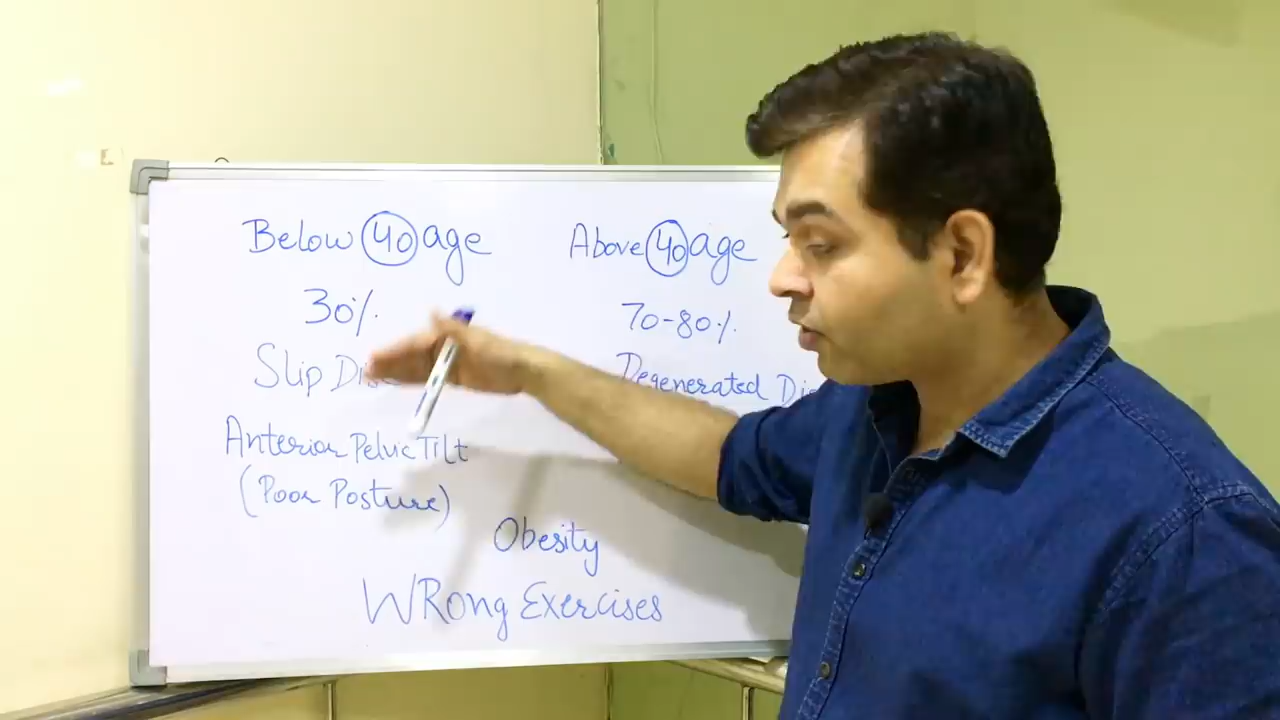 Below 40 age
30%
Slip Disc
Anterior Pelvic Tilt
(Poor Posture)
Above 40 age
70-80%
Degenerated
Obesity
WRong Exercises